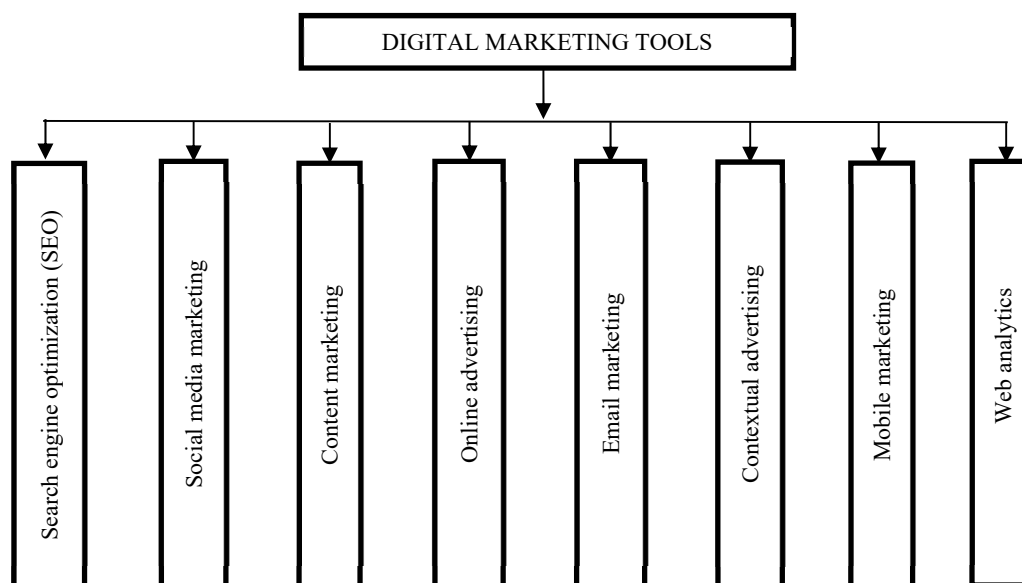 DIGITAL MARKETING TOOLS
Search engine optimization (SEO)
Social media marketing
Content marketing
Online advertising
Email marketing
Contextual advertising
Mobile marketing
Web analytics